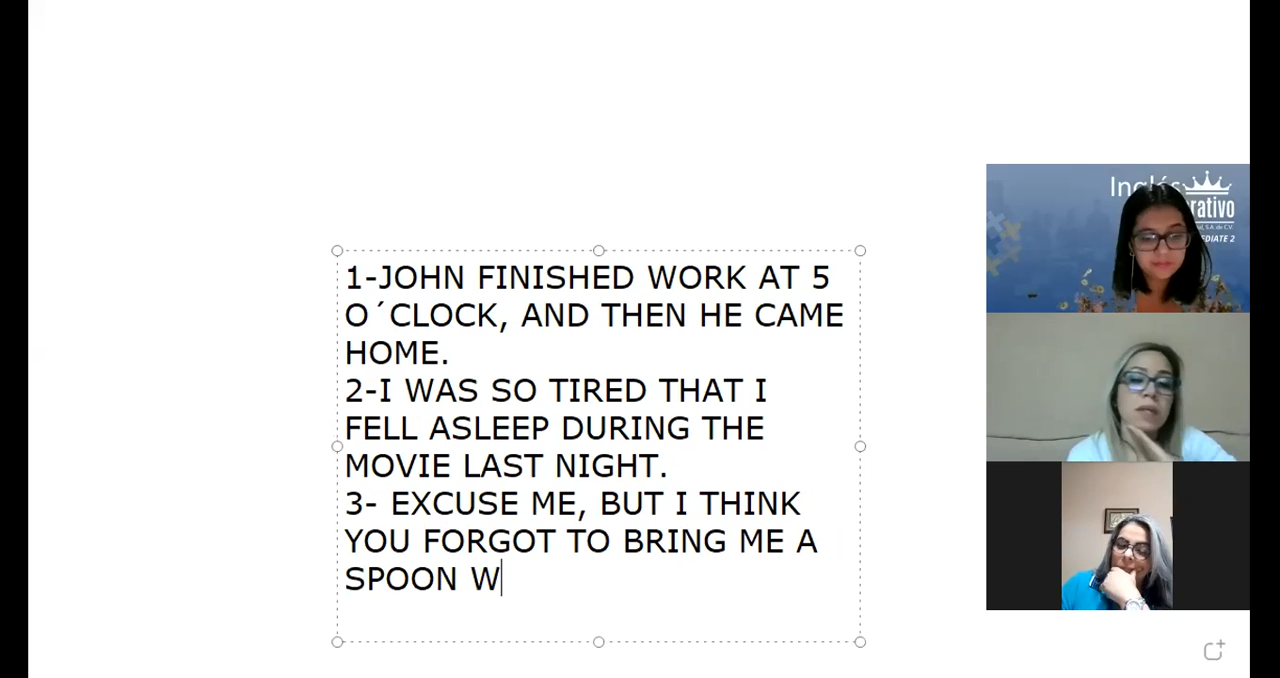 1-JOHN FINISHED WORK AT 5
O´CLOCK, AND THEN HE CAME
HOME.
2-I WAS SO TIRED THAT I
FELL ASLEEP DURING THE
MOVIE LAST NIGHT.
3- EXCUSE ME, BUT I THINK
YOU FORGOT TO BRING ME A
SPOON W